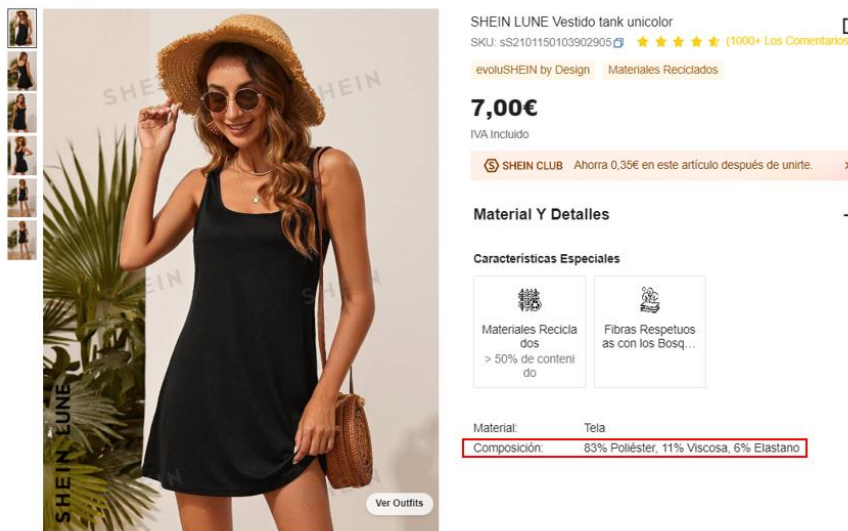 SHEIN LUNE Vestido tank unicolor
SKU: sS2101150103902905
(1000+ Los Comentarios
evoluSHEIN by Design
Materiales Reciclados
7,00€
IVA Incluido
S SHEIN CLUB Ahorra 0,35€ en este artículo después de unirte.
Material Y Detalles
Características Especiales
Materiales Recicla
dos
> 50% de conteni
do
Fibras Respetuos
as con los Bosq...
Material: Tela
Composición: 83% Poliéster, 11% Viscosa, 6% Elastano
SHEIN LUNE
Ver Outfits
SHEIN